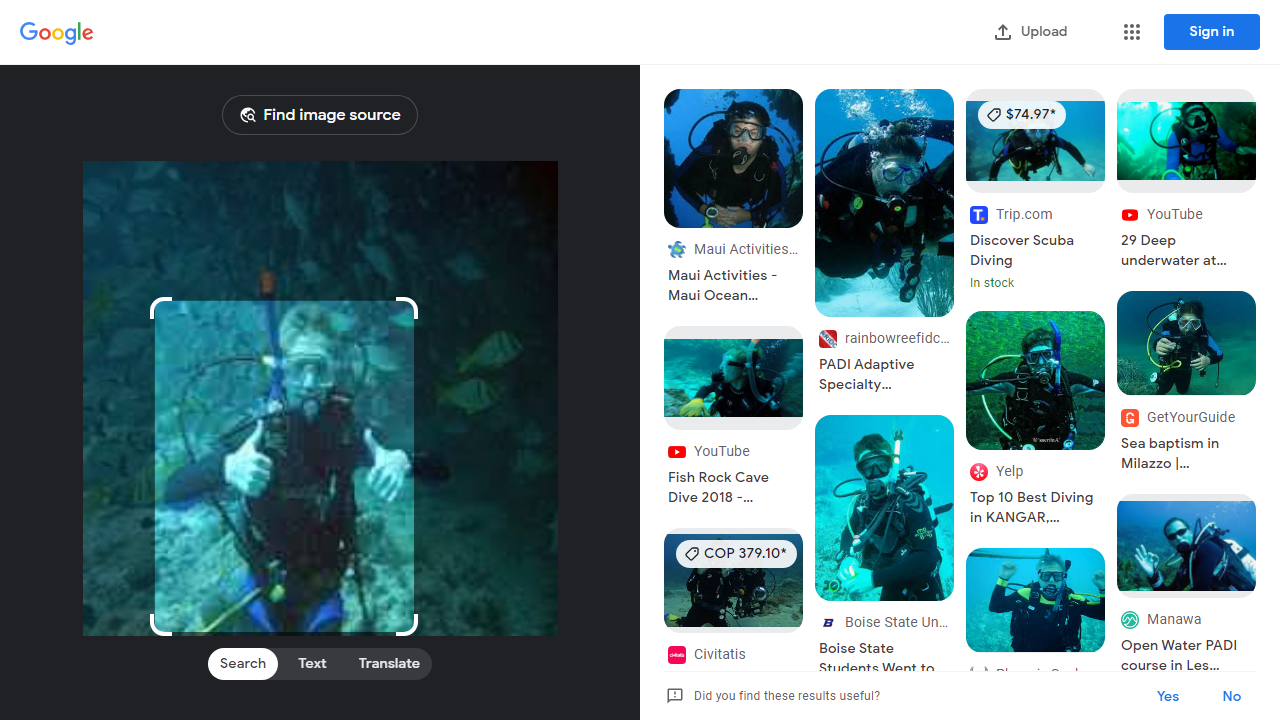 Google
Upload
Sign in
Find image source
Search
Text
Translate
Maui Activities...
Maui Activities -
Maui Ocean...
YouTube
Fish Rock Cave
Dive 2018 -...
COP 379.10*
Civitatis
rainbowreefidc...
PADI Adaptive
Specialty...
Boise State Un...
Boise State
Students Went to
$74.97*
Trip.com
Discover Scuba
Diving
In stock
Yelp
Top 10 Best Diving
in KANGAR,...
YouTube
29 Deep
underwater at...
GetYourGuide
Sea baptism in
Milazzo |...
Manawa
Open Water PADI
course in Les...
Did you find these results useful?
Yes
No